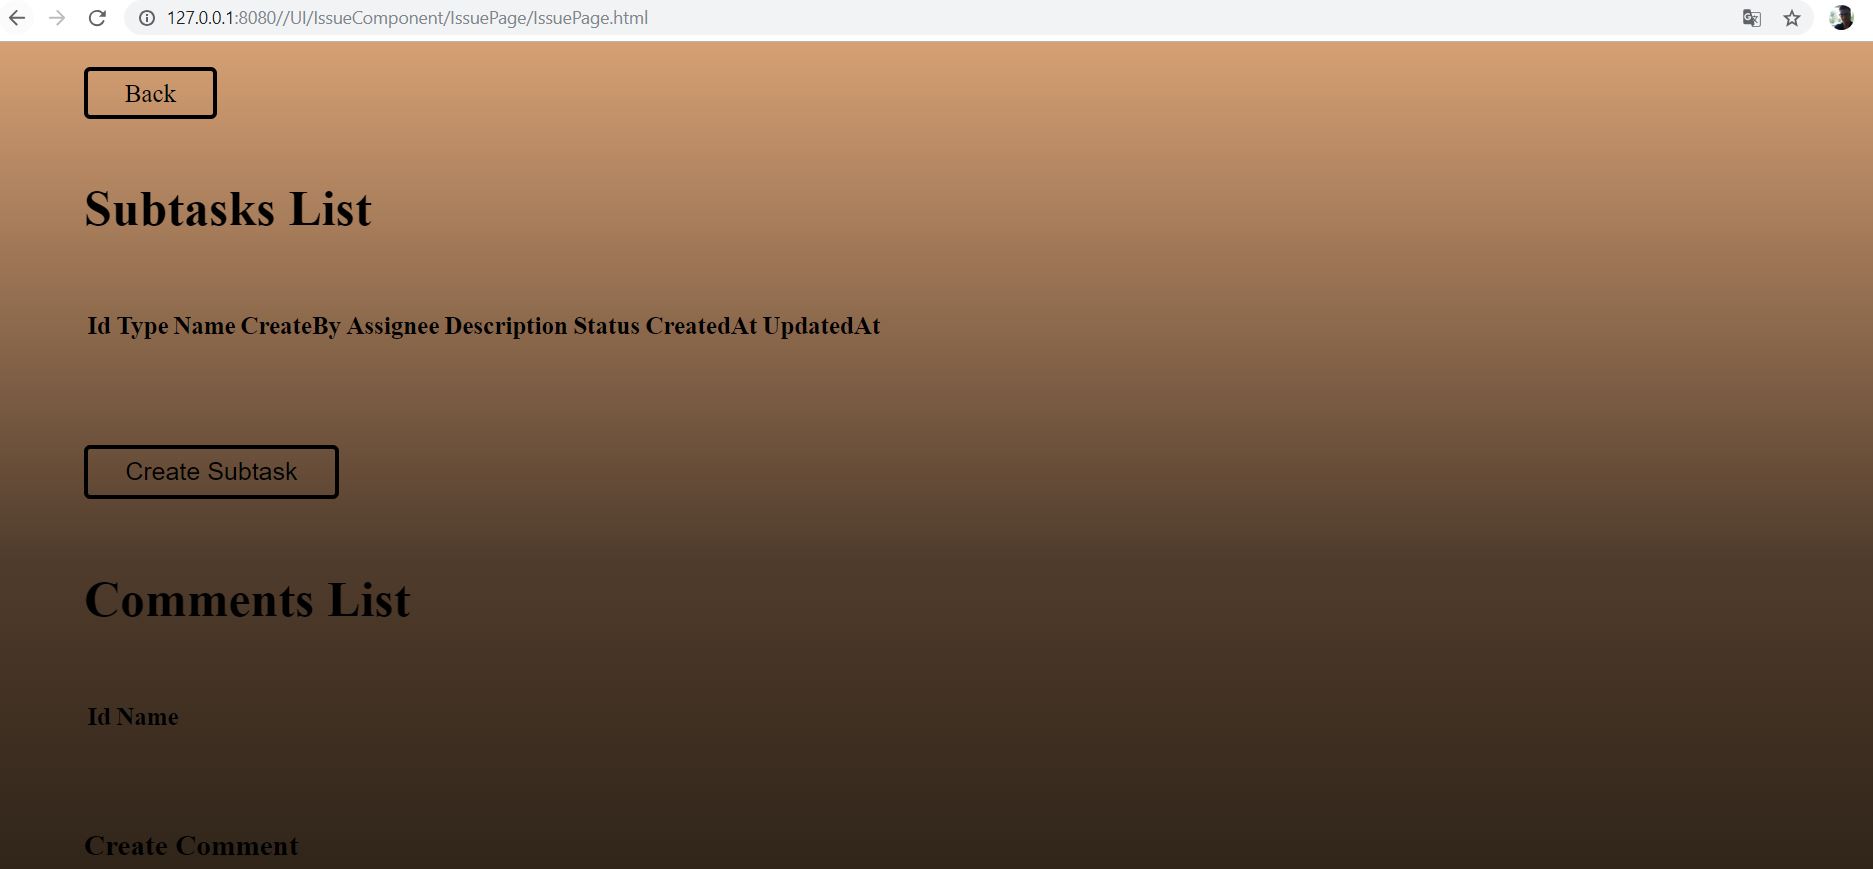 127.0.0.1:8080//UI/IssueComponent/IssuePage/IssuePage.html
Back
Subtasks List
Id Type Name CreateBy Assignee Description Status CreatedAt UpdatedAt
Create Subtask
Comments List
Id Name
Create Comment